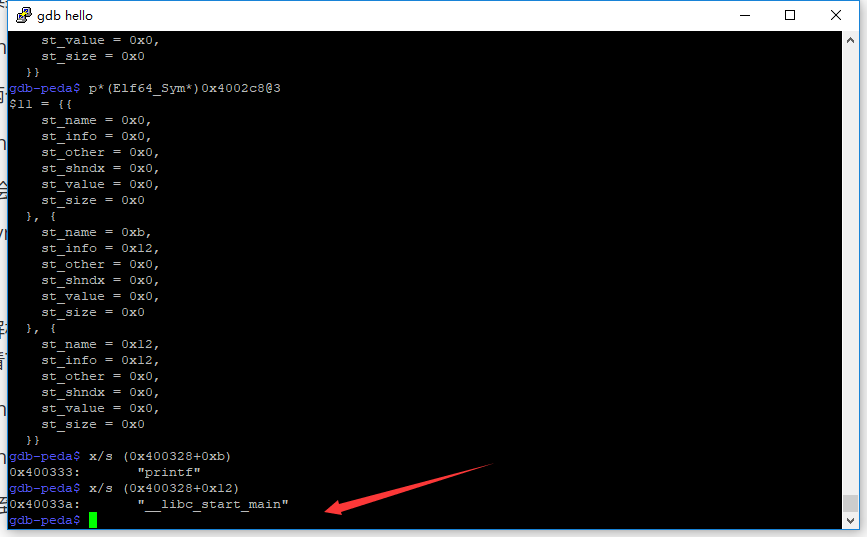 gdb hello
st_value = 0x0,
st_size = 0x0
}}
gdb-peda$ p*(Elf64_Sym*)0x4002c8@3
$11 = {{
st_name = 0x0,
st_info = 0x0,
st_other = 0x0,
st_shndx = 0x0,
st_value = 0x0,
st_size = 0x0
}, {
st_name = 0xb,
st_info = 0x12,
st_other = 0x0,
st_shndx = 0x0,
st_value = 0x0,
st_size = 0x0
}, {
st_name = 0x12,
st_info = 0x12,
st_other = 0x0,
st_shndx = 0x0,
st_value = 0x0,
st_size = 0x0
}}
gdb-peda$ x/s (0x400328+0xb)
0x400333: "printf"
gdb-peda$ x/s (0x400328+0x12)
0x40033a: "__libc_start_main"
gdb-peda$